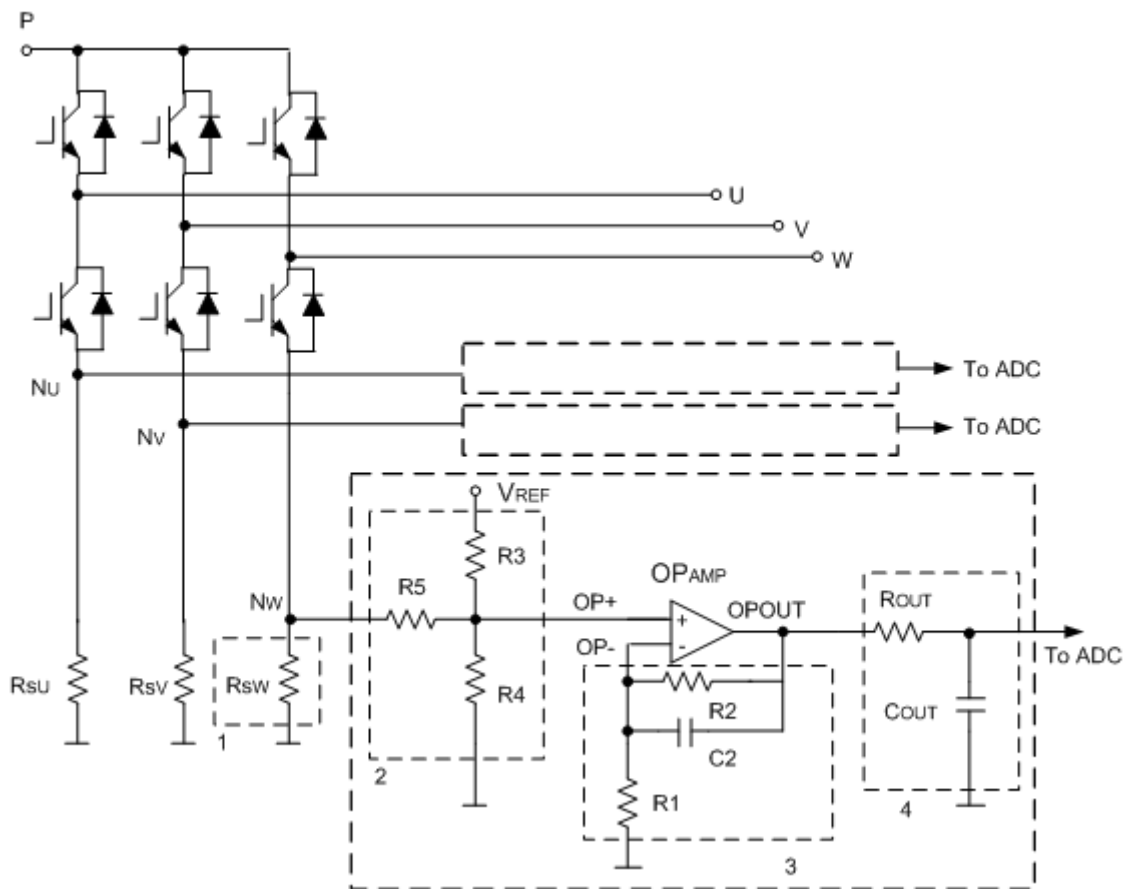 P
U
V
W
NU
To ADC
NV
To ADC
VREF
R3
R5
OPAMP
NW
OP+
+
OPOUT
ROUT
OP-
-
To ADC
RSU
RSV
RSW
R4
R2
COUT
1
C2
2
R1
4
3